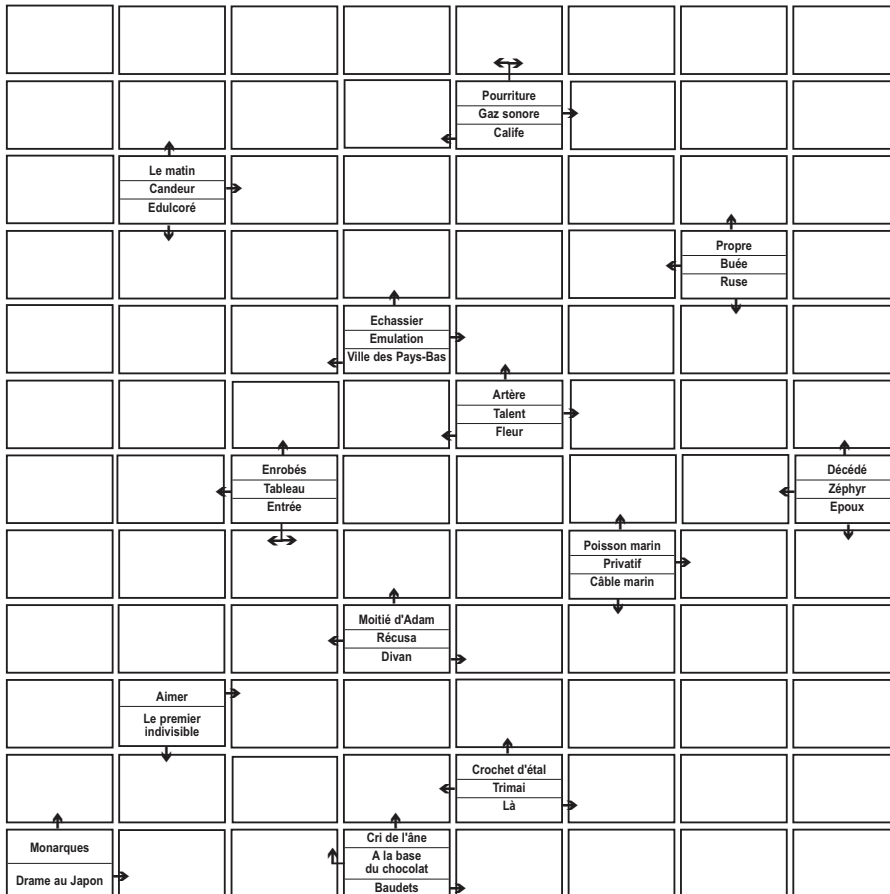 Pourriture
Gaz sonore
Calife
Le matin
Candeur
Edulcoré
Propre
Buée
Ruse
Echassier
Emulation
Ville des Pays-Bas
Artère
Talent
Fleur
Enrobés
Tableau
Entrée
Décédé
Zéphyr
Epoux
Poisson marin
Privatif
Câble marin
Moitié d'Adam
Récusa
Divan
Aimer
Le premier
indivisible
Crochet d'étal
Trimai
Là
Monarques
Drame au Japon
Cri de l'âne
A la base
du chocolat
Baudets